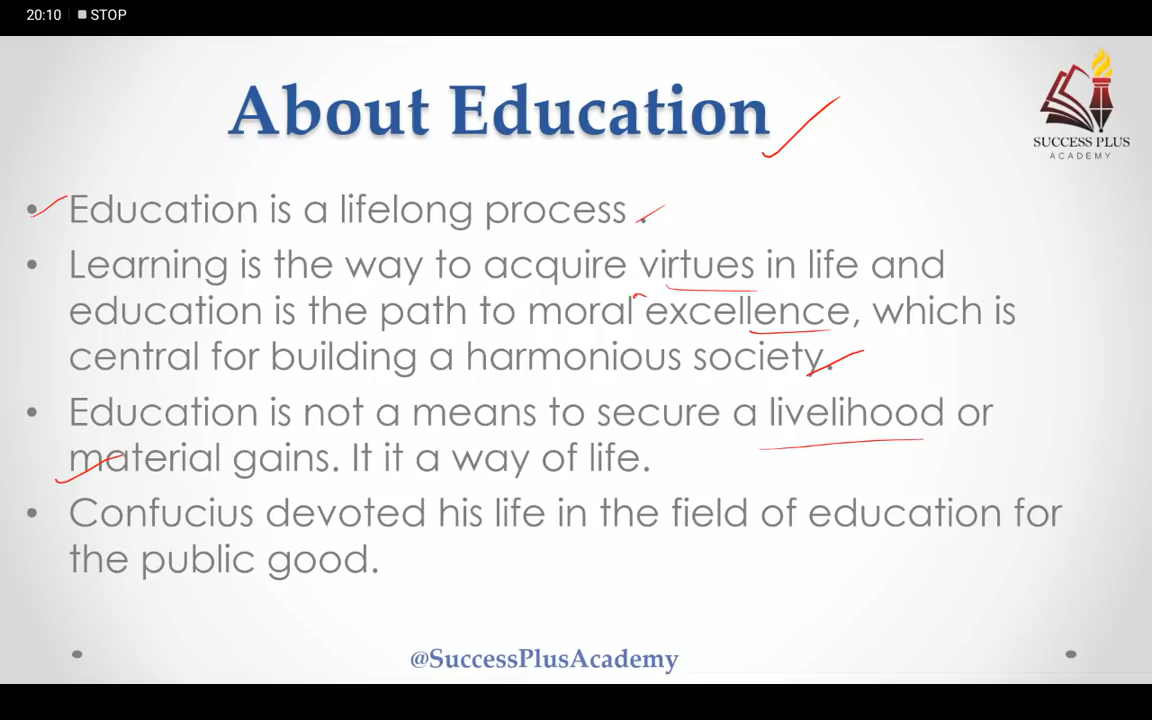 20:10 STOP
About Education
SUCCESS PLUS
ACADEMY
• Education is a lifelong process .
• Learning is the way to acquire virtues in life and
education is the path to moral excellence, which is
central for building a harmonious society.
• Education is not a means to secure a livelihood or
material gains. It it a way of life.
• Confucius devoted his life in the field of education for
the public good.
@SuccessPlusAcademy